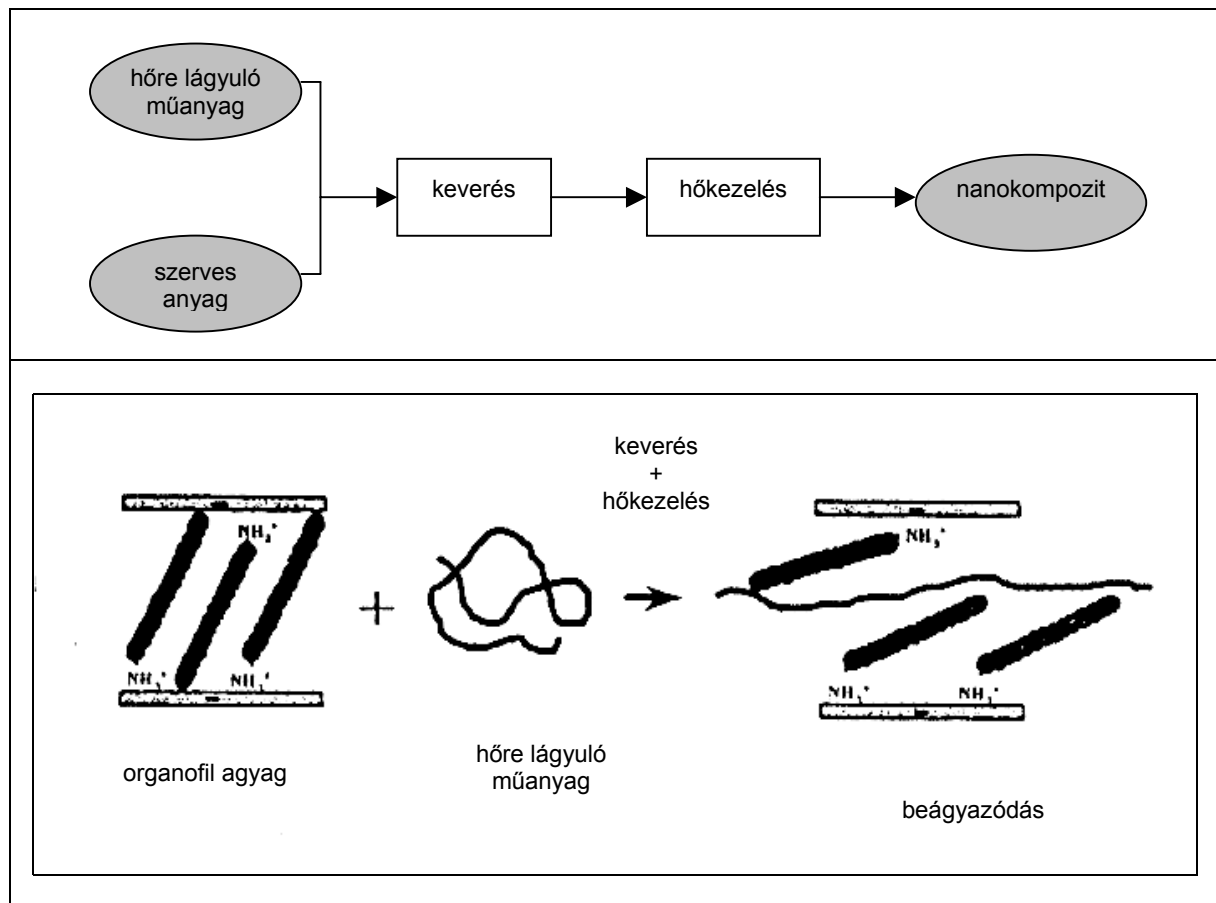 hőre lágyuló
műanyag
szerves
anyag
keverés
hőkezelés
nanokompozit
keverés
+
hőkezelés
NH₃⁺
NH₃⁺
NH₃⁺
+
NH₃⁺
NH₃⁺
NH₃⁺
organofil agyag
hőre lágyuló
műanyag
beágyazódás